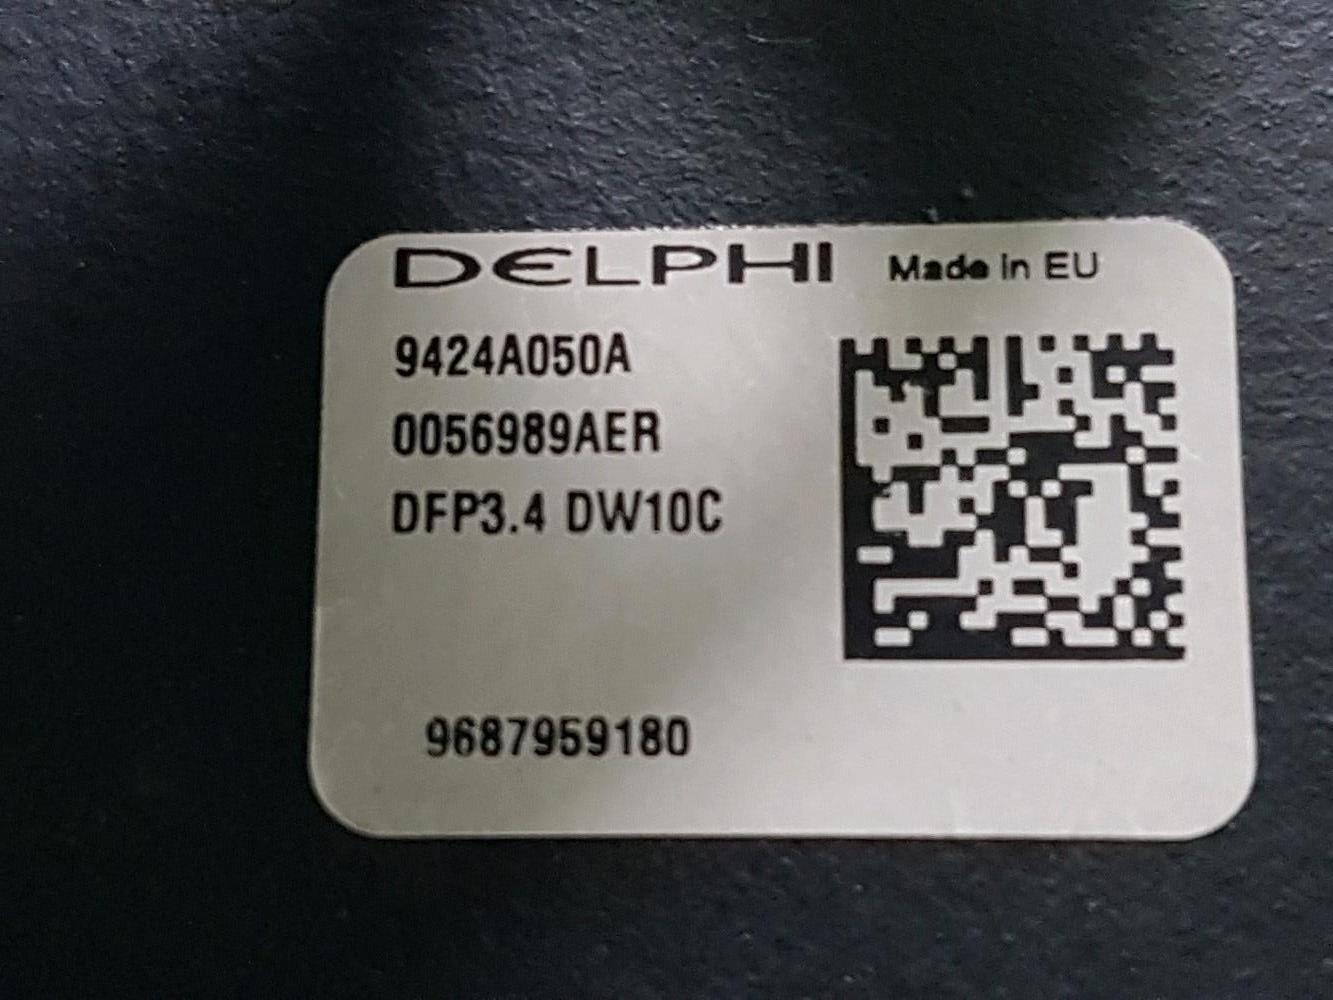 DELPHI Made in EU
9424A050A
0056989AER
DFP3.4 DW10C
9687959180